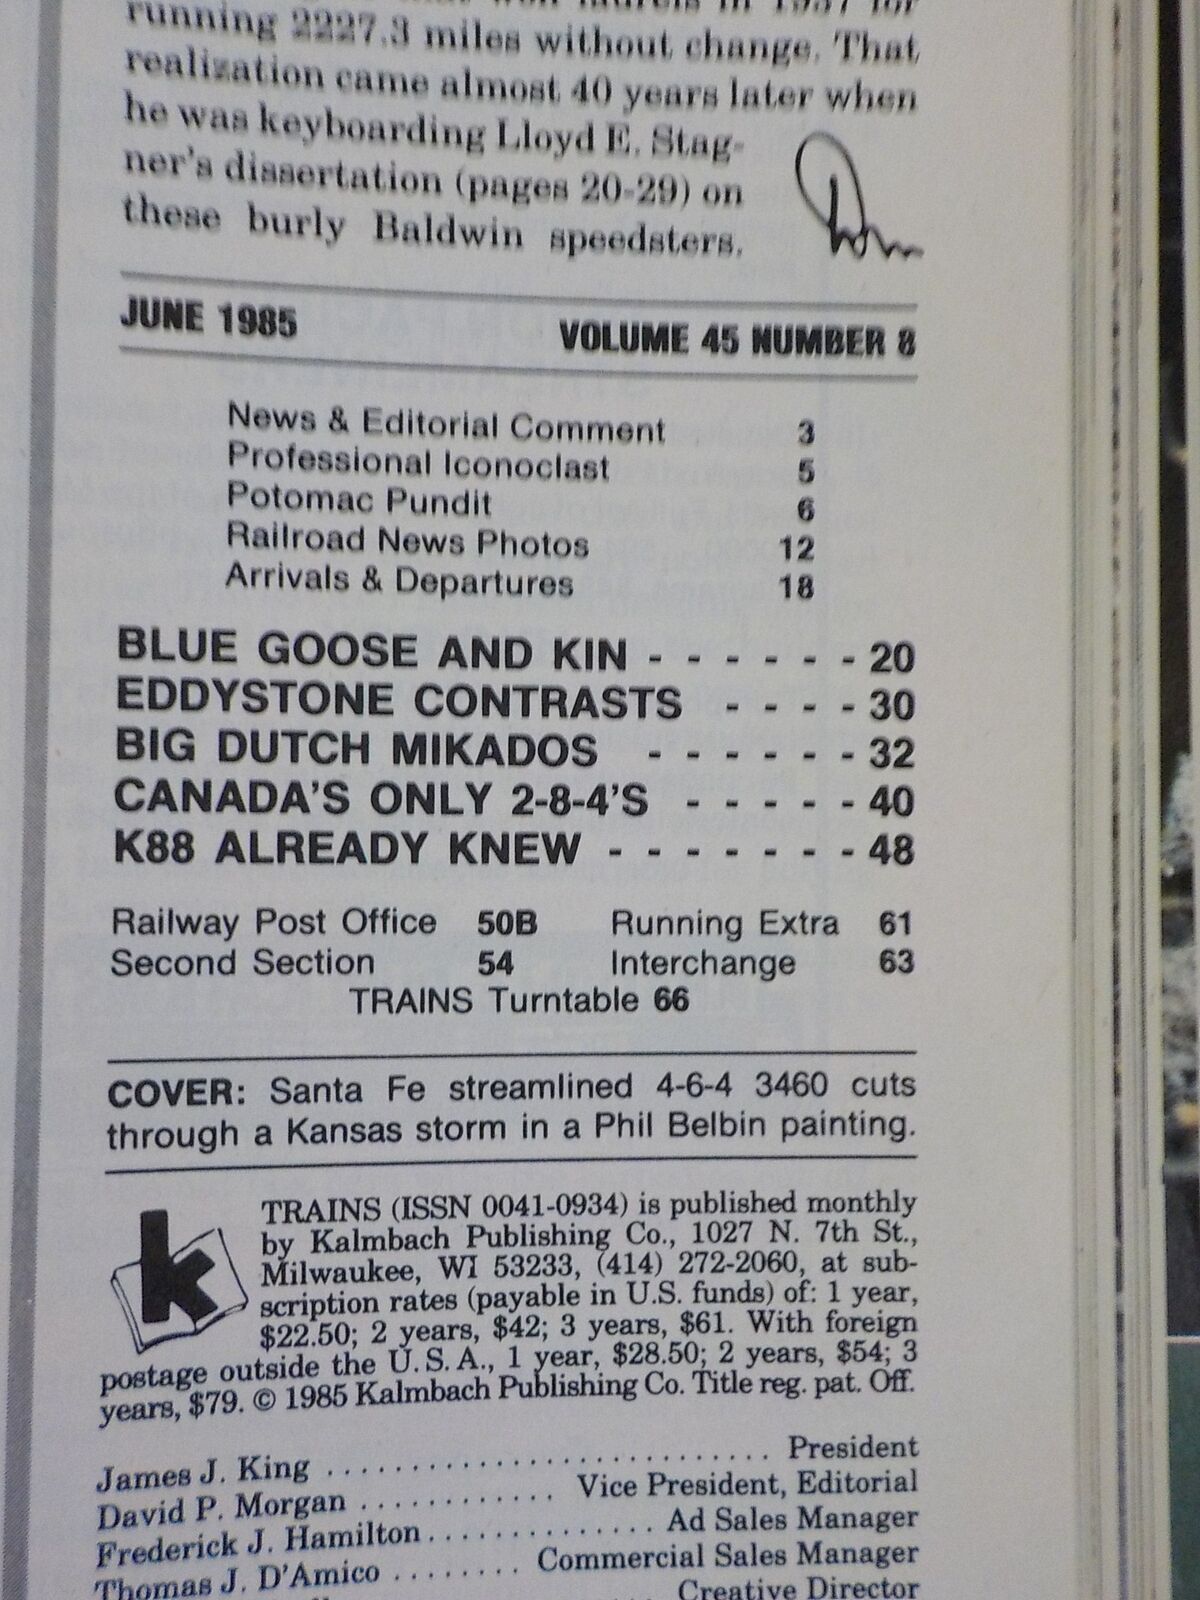 laurels in 1937 for
running 2227.3 miles without change. That
realization came almost 40 years later when
he was keyboarding Lloyd E. Stag-
ner's dissertation (pages 20-29) on
these burly Baldwin speedsters.
JUNE 1985 VOLUME 45 NUMBER 8
News & Editorial Comment 3
Professional Iconoclast 5
Potomac Pundit 6
Railroad News Photos 12
Arrivals & Departures 18
BLUE GOOSE AND KIN - - - - - - 20
EDDYSTONE CONTRASTS - - - - 30
BIG DUTCH MIKADOS - - - - - - 32
CANADA'S ONLY 2-8-4'S - - - - - 40
K88 ALREADY KNEW - - - - - - - 48
Railway Post Office 50B Running Extra 61
Second Section 54 Interchange 63
TRAINS Turntable 66
COVER: Santa Fe streamlined 4-6-4 3460 cuts
through a Kansas storm in a Phil Belbin painting.
k
TRAINS (ISSN 0041-0934) is published monthly
by Kalmbach Publishing Co., 1027 N. 7th St.,
Milwaukee, WI 53233, (414) 272-2060, at sub-
scription rates (payable in U.S. funds) of: 1 year,
$22.50; 2 years, $42; 3 years, $61. With foreign
postage outside the U.S.A., 1 year, $28.50; 2 years, $54; 3
years, $79. © 1985 Kalmbach Publishing Co. Title reg. pat. Off.
James J. King ............................ President
David P. Morgan ............ Vice President, Editorial
Frederick J. Hamilton .............. Ad Sales Manager
Thomas J. D'Amico ........ Commercial Sales Manager
Creative Director